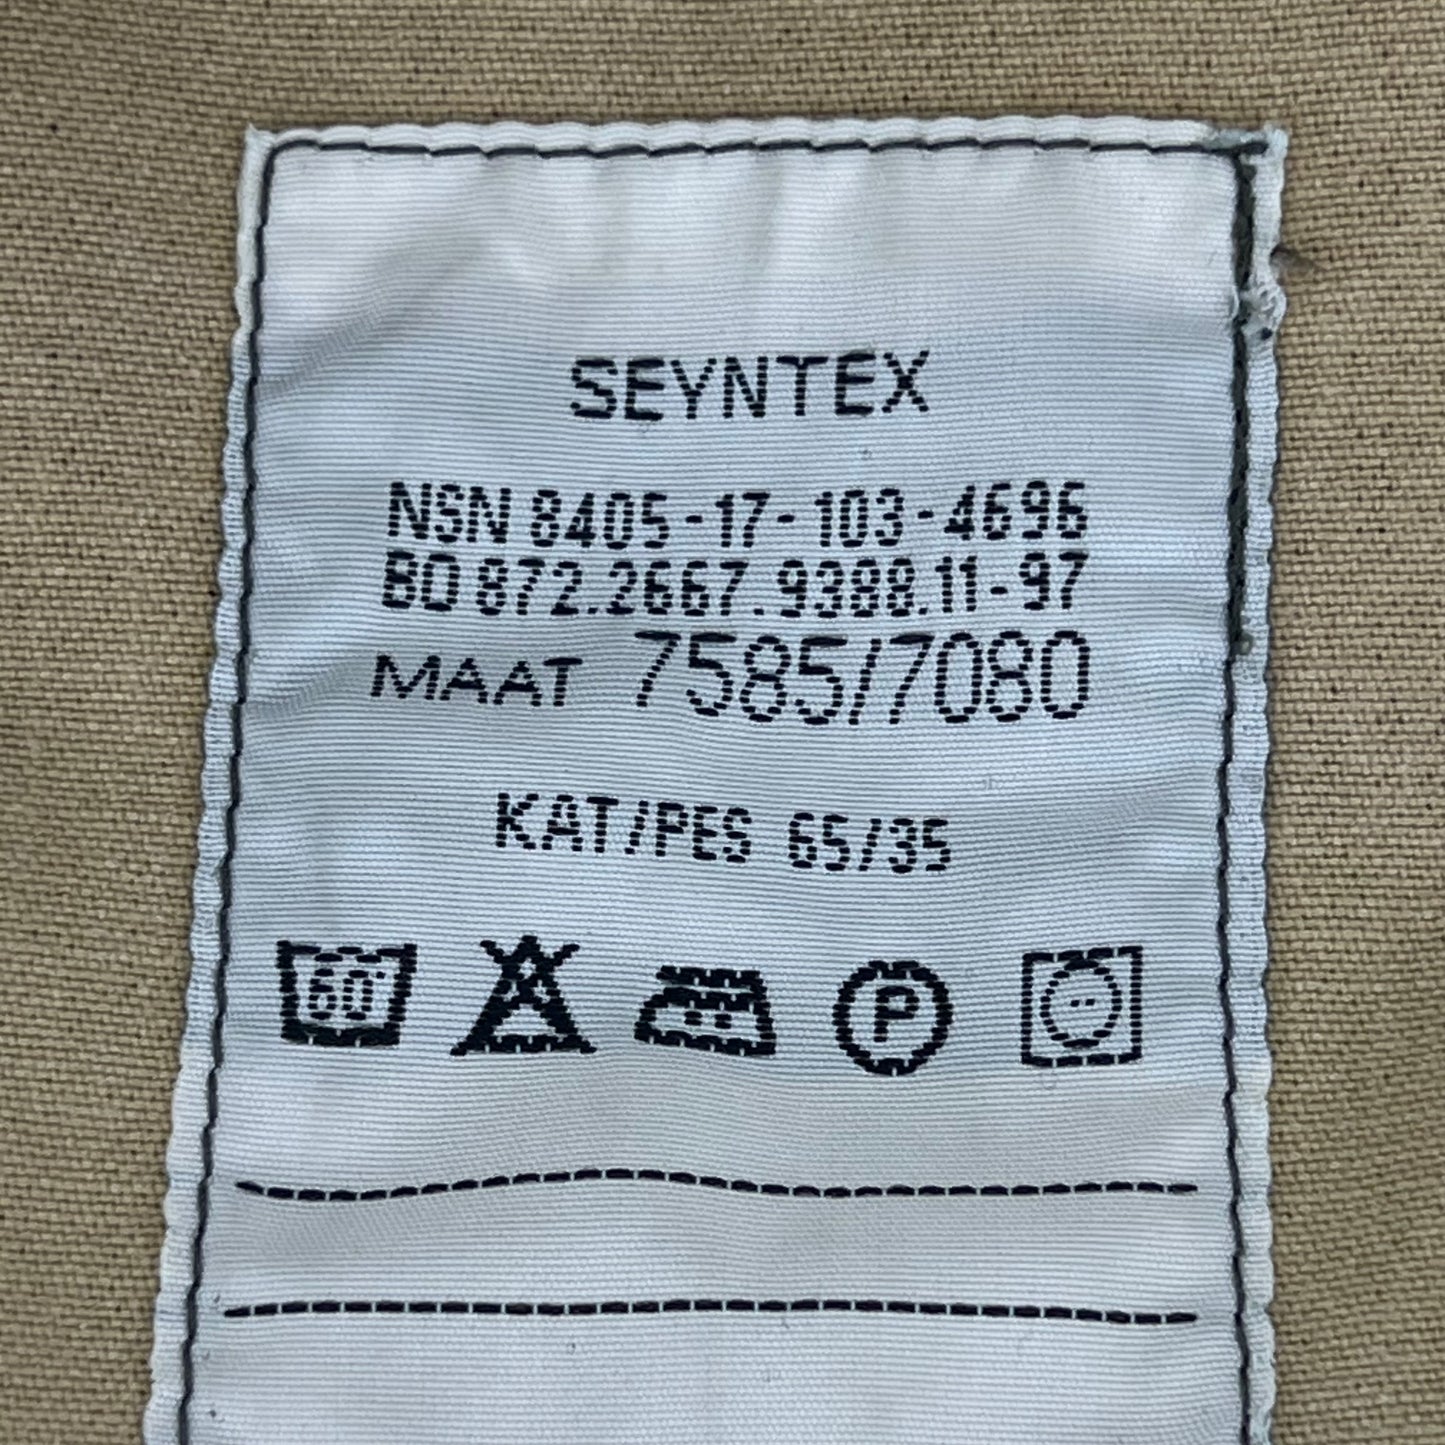 SEYNTEX
NSN 8405-17-103-4696
BD 872.2667.9388.11-97
MAAT 7585/7080
KAT/PES 65/35
60° P